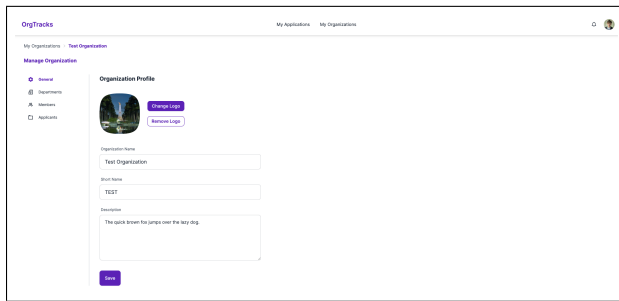 OrgTracks
My Applications
My Organizations
My Organizations › Test Organization
Manage Organization
General
Departments
Members
Applicants
Organization Profile
Change Logo
Remove Logo
Organization Name
Test Organization
Short Name
TEST
Description
The quick brown fox jumps over the lazy dog.
Save